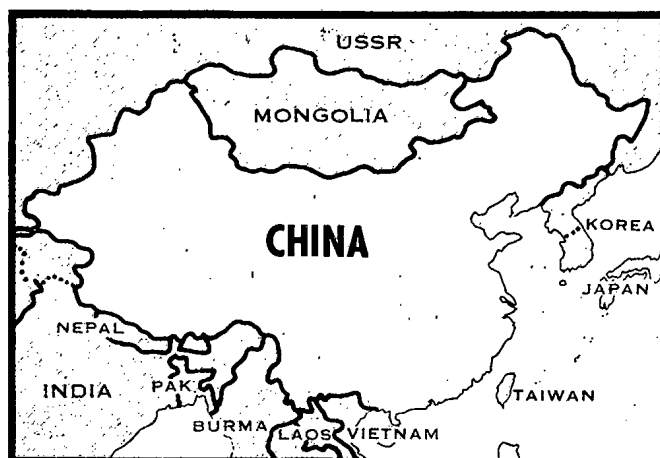 USSR
MONGOLIA
CHINA
KOREA
JAPAN
NEPAL
INDIA
PAK
BURMA
LAOS
VIETNAM
TAIWAN